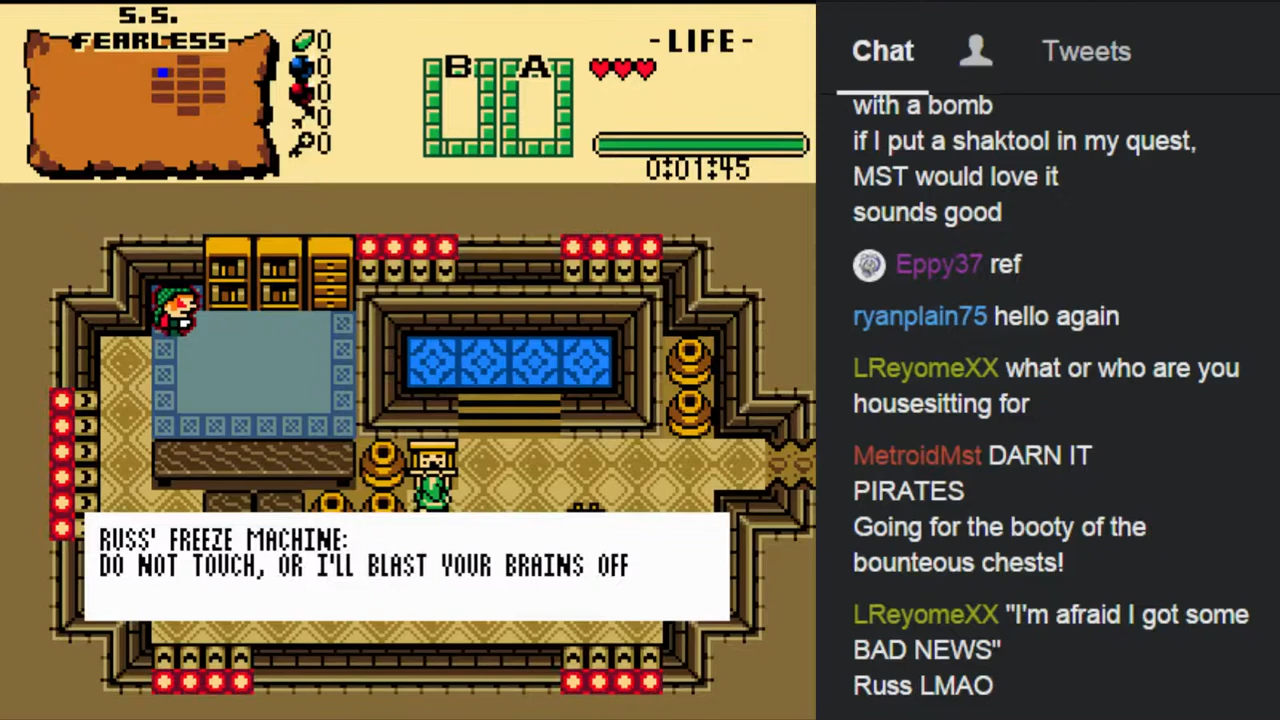 S.S.
FEARLESS
0
0
0
0
0
B A
-LIFE-
0:01:45
RUSS' FREEZE MACHINE:
DO NOT TOUCH, OR I'LL BLAST YOUR BRAINS OFF
Chat
Tweets
with a bomb
if I put a shaktool in my quest,
MST would love it
sounds good
Eppy37 ref
ryanplain75 hello again
LReyomeXX what or who are you
housesitting for
MetroidMst DARN IT
PIRATES
Going for the booty of the
bounteous chests!
LReyomeXX "I'm afraid I got some
BAD NEWS"
Russ LMAO